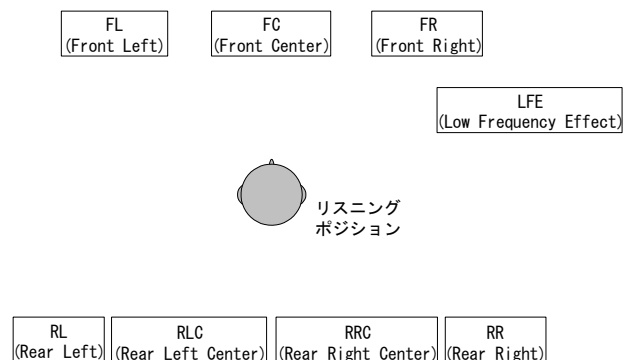 FL
(Front Left)
FC
(Front Center)
FR
(Front Right)
LFE
(Low Frequency Effect)
リスニング
ポジション
RL
(Rear Left)
RLC
(Rear Left Center)
RRC
(Rear Right Center)
RR
(Rear Right)